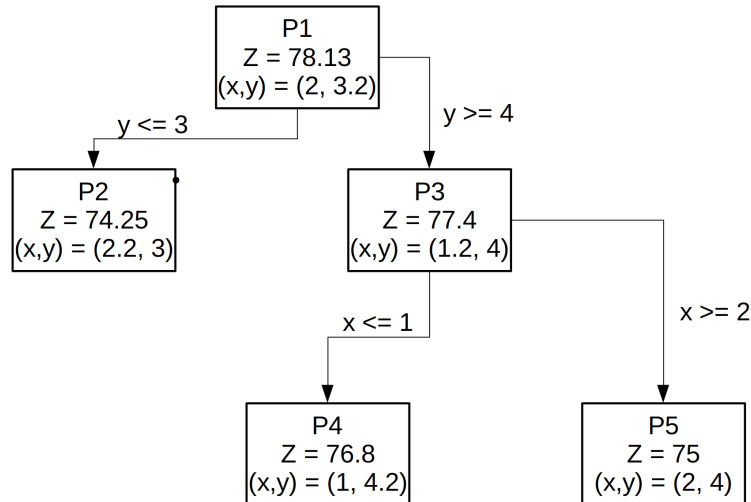 P1
Z = 78.13
(x,y) = (2, 3.2)
y <= 3
y >= 4
P2
Z = 74.25
(x,y) = (2.2, 3)
P3
Z = 77.4
(x,y) = (1.2, 4)
x <= 1
x >= 2
P4
Z = 76.8
(x,y) = (1, 4.2)
P5
Z = 75
(x,y) = (2, 4)